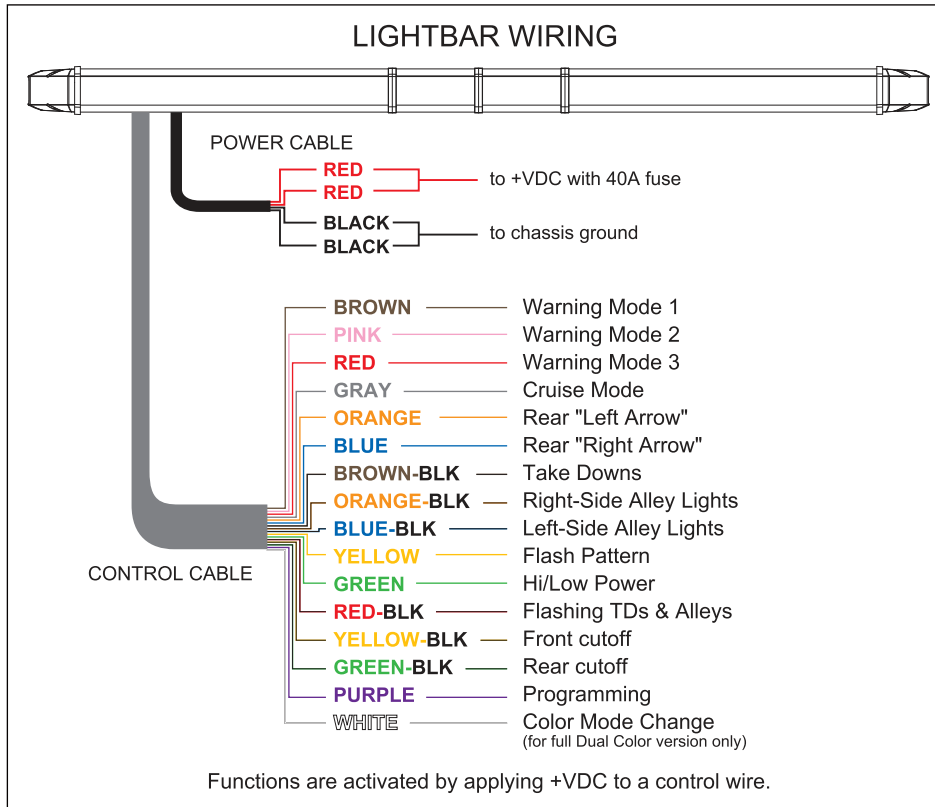 LIGHTBAR WIRING
POWER CABLE
RED
RED
to +VDC with 40A fuse
BLACK
BLACK
to chassis ground
BROWN Warning Mode 1
PINK Warning Mode 2
RED Warning Mode 3
GRAY Cruise Mode
ORANGE Rear "Left Arrow"
BLUE Rear "Right Arrow"
BROWN-BLK Take Downs
ORANGE-BLK Right-Side Alley Lights
BLUE-BLK Left-Side Alley Lights
YELLOW Flash Pattern
CONTROL CABLE
GREEN Hi/Low Power
RED-BLK Flashing TDs & Alleys
YELLOW-BLK Front cutoff
GREEN-BLK Rear cutoff
PURPLE Programming
WHITE Color Mode Change
(for full Dual Color version only)
Functions are activated by applying +VDC to a control wire.